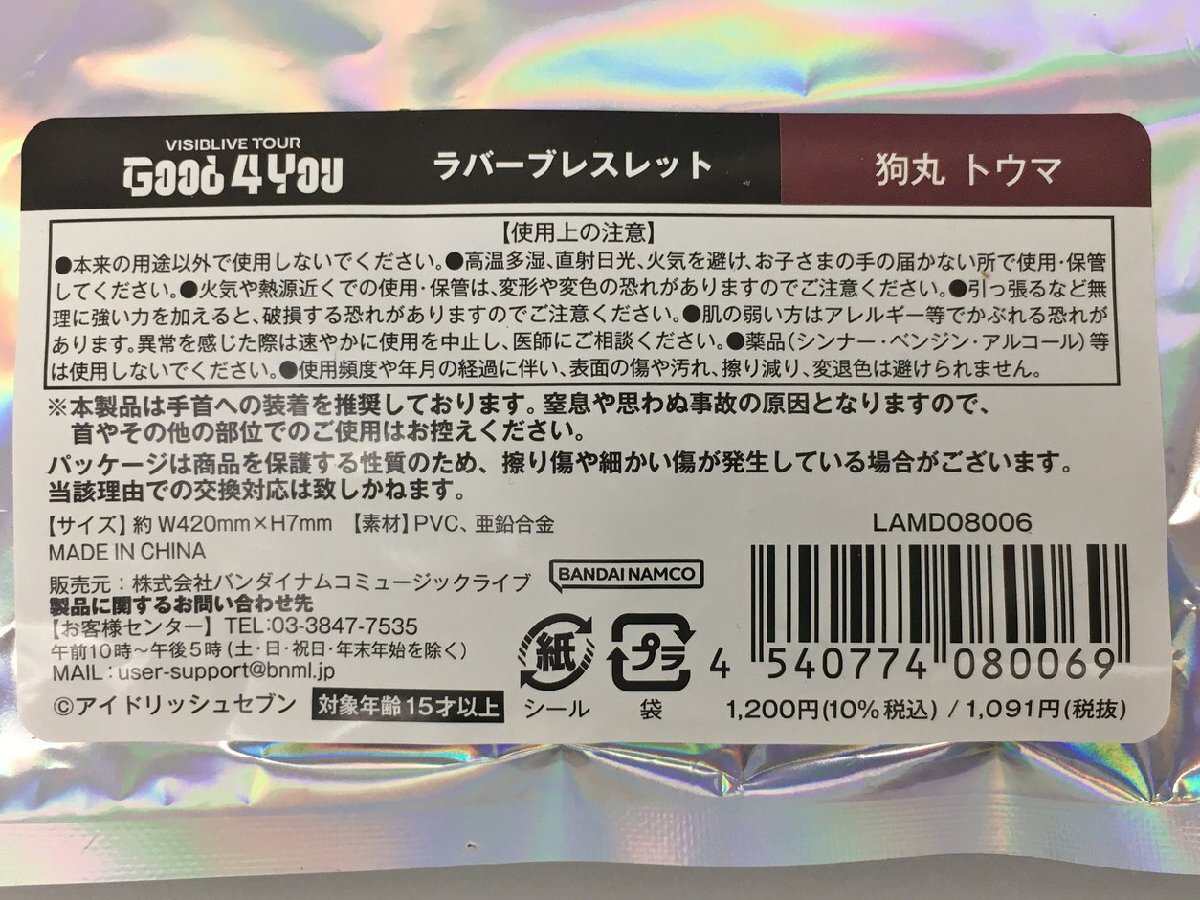 VISIBLIVE TOUR
Good 4 You
ラバーブレスレット
狗丸 トウマ
【使用上の注意】
●本来の用途以外で使用しないでください。●高温多湿、直射日光、火気を避け、お子さまの手の届かない所で使用・保管
してください。●火気や熱源近くでの使用・保管は、変形や変色の恐れがありますのでご注意ください。●引っ張るなど無
理に強い力を加えると、破損する恐れがありますのでご注意ください。●肌の弱い方はアレルギー等でかぶれる恐れが
あります。異常を感じた際は速やかに使用を中止し、医師にご相談ください。●薬品(シンナー・ベンジン・アルコール)等
は使用しないでください。●使用頻度や年月の経過に伴い、表面の傷や汚れ、擦り減り、変退色は避けられません。
※本製品は手首への装着を推奨しております。窒息や思わぬ事故の原因となりますので、
首やその他の部位でのご使用はお控えください。
パッケージは商品を保護する性質のため、擦り傷や細かい傷が発生している場合がございます。
当該理由での交換対応は致しかねます。
【サイズ】約 W420mm×H7mm 【素材】PVC、亜鉛合金
MADE IN CHINA
販売元：株式会社バンダイナムコミュージックライブ
BANDAI NAMCO
製品に関するお問い合わせ先
【お客様センター】 TEL:03-3847-7535
午前10時～午後5時(土・日・祝日・年末年始を除く)
MAIL：user-support@bnml.jp
©アイドリッシュセブン
対象年齢15才以上
紙
シール
プラ
袋
LAMD08006
4 540774 080069
1,200円(10%税込) / 1,091円(税抜)